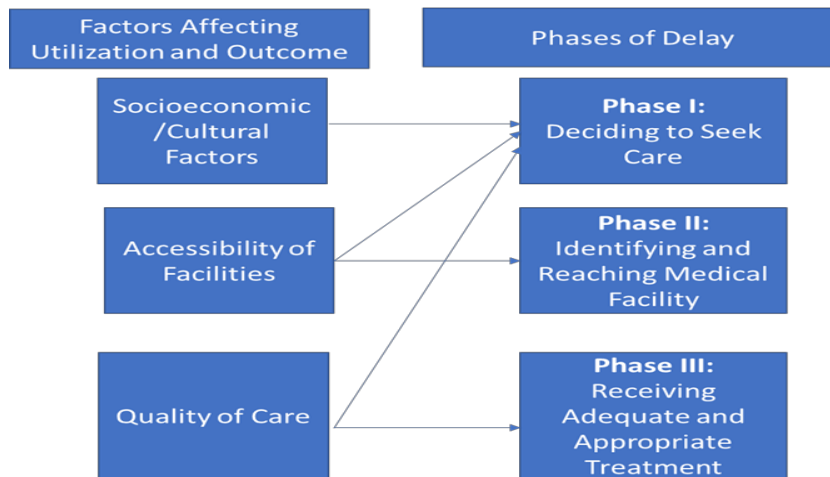 Factors Affecting
Utilization and Outcome
Phases of Delay
Socioeconomic
/Cultural
Factors
Phase I:
Deciding to Seek
Care
Accessibility of
Facilities
Phase II:
Identifying and
Reaching Medical
Facility
Quality of Care
Phase III:
Receiving
Adequate and
Appropriate
Treatment